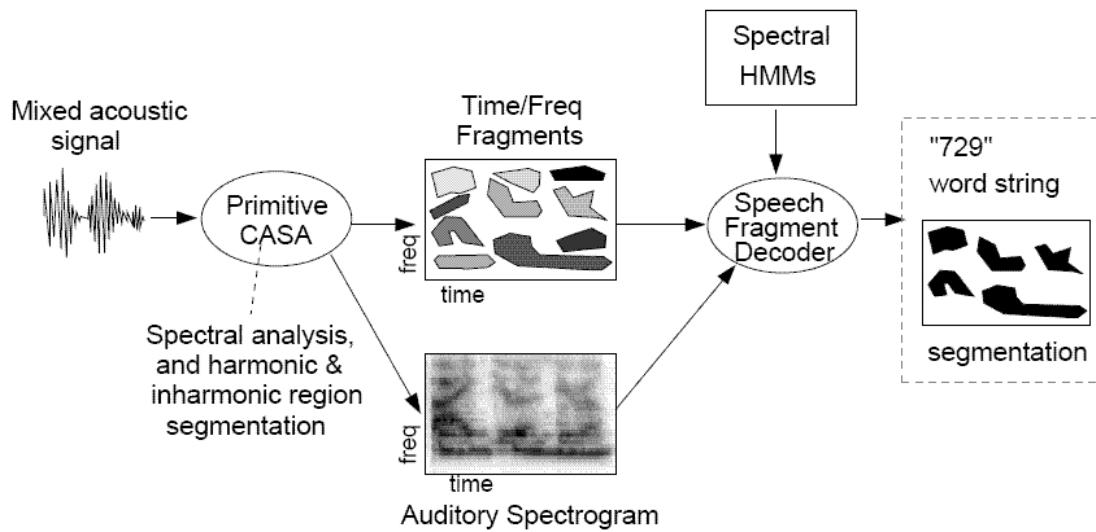 Mixed acoustic
signal
Primitive
CASA
Spectral analysis,
and harmonic &
inharmonic region
segmentation
Time/Freq
Fragments
freq
time
freq
time
Auditory Spectrogram
Spectral
HMMs
Speech
Fragment
Decoder
"729"
word string
segmentation